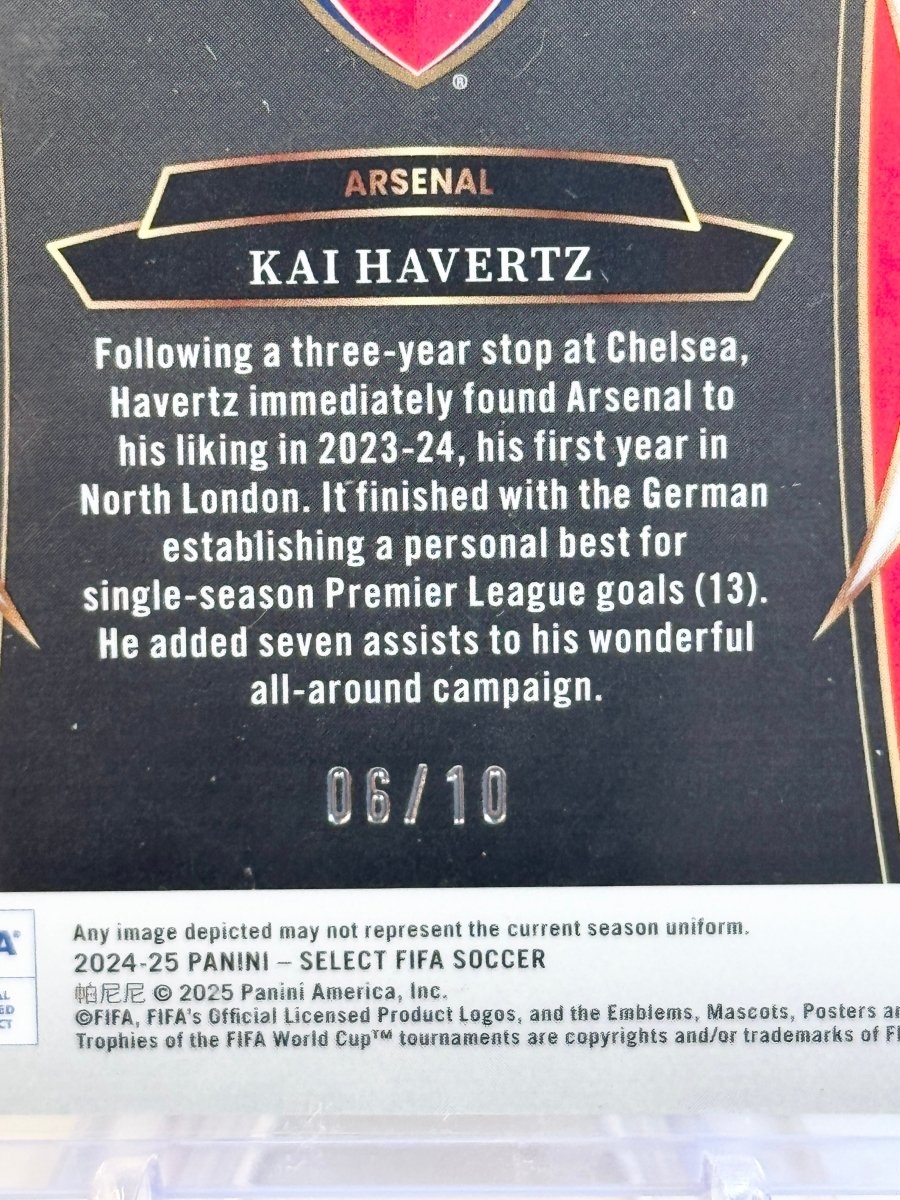 ®
ARSENAL
KAI HAVERTZ
Following a three-year stop at Chelsea,
Havertz immediately found Arsenal to
his liking in 2023-24, his first year in
North London. It finished with the German
establishing a personal best for
single-season Premier League goals (13).
He added seven assists to his wonderful
all-around campaign.
06/10
Any image depicted may not represent the current season uniform.
2024-25 PANINI – SELECT FIFA SOCCER
帕尼尼 © 2025 Panini America, Inc.
©FIFA, FIFA's Official Licensed Product Logos, and the Emblems, Mascots, Posters
Trophies of the FIFA World Cup™ tournaments are copyrights and/or trademarks of